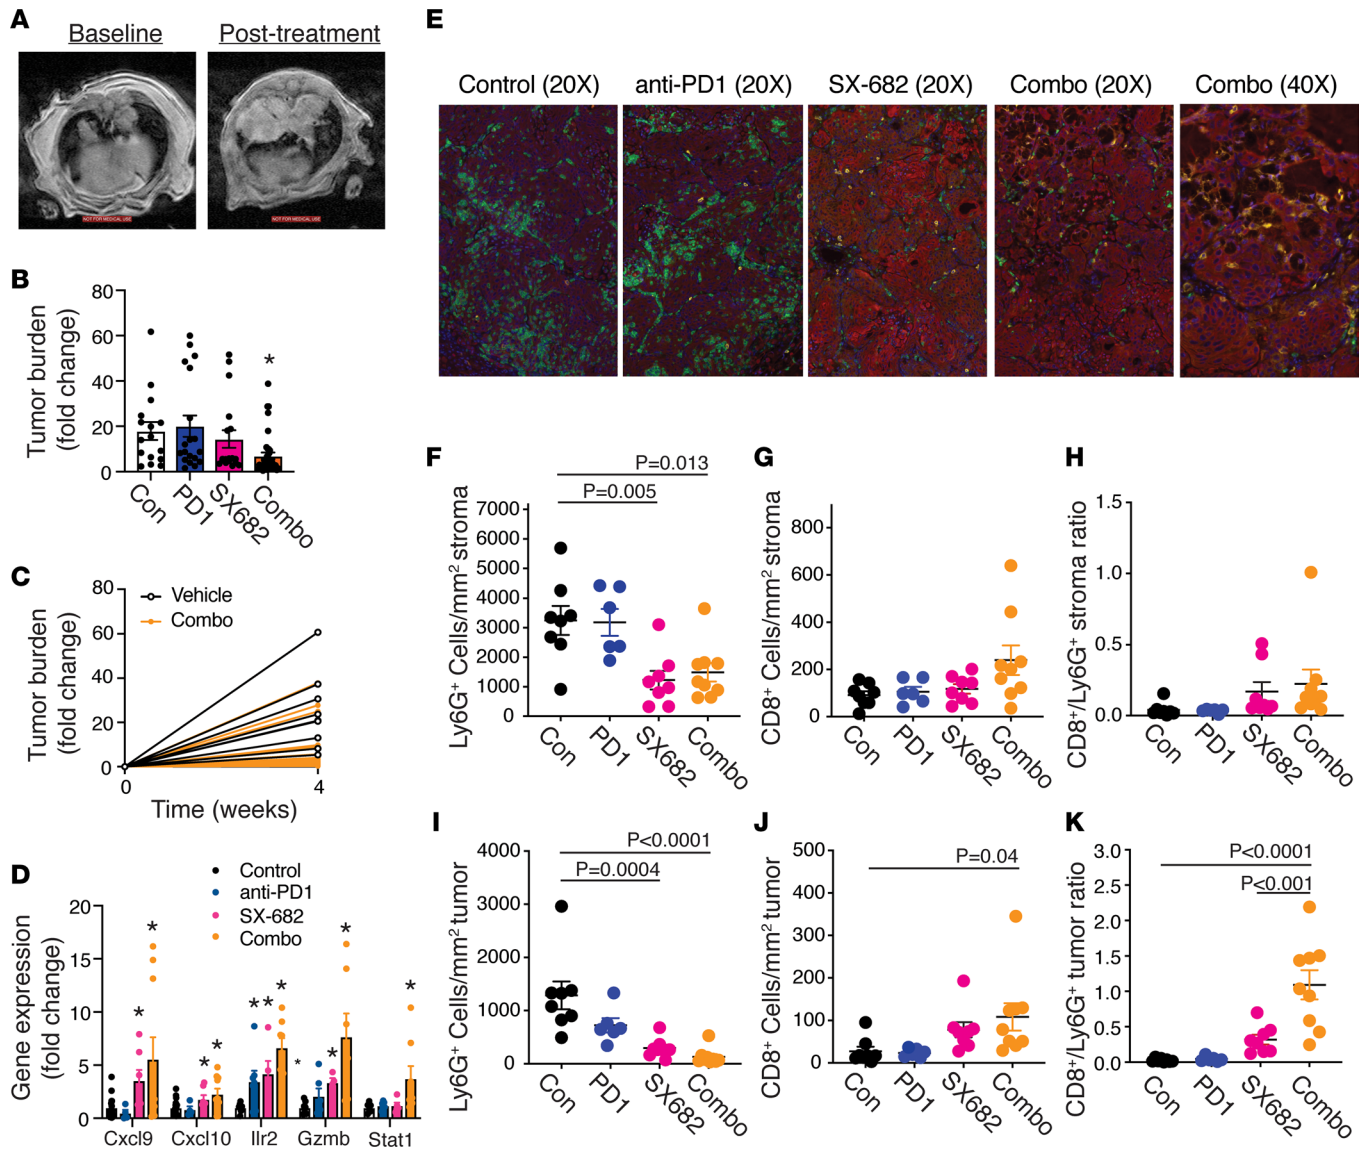 A
Baseline
Post-treatment
NOT FOR MEDICAL USE
NOT FOR MEDICAL USE
B
Tumor burden
(fold change)
80
60
40
20
0
*
Con
PD1
SX682
Combo
C
Tumor burden
(fold change)
80
60
40
20
0
Vehicle
Combo
0
4
Time (weeks)
D
Gene expression
(fold change)
20
15
10
5
0
Control
anti-PD1
SX-682
Combo
* * * * * * * * * * *
Cxcl9
Cxcl10
Ilr2
Gzmb
Stat1
E
Control (20X)
anti-PD1 (20X)
SX-682 (20X)
Combo (20X)
Combo (40X)
F
Ly6G⁺ Cells/mm² stroma
7000
6000
5000
4000
3000
2000
1000
0
P=0.013
P=0.005
Con
PD1
SX682
Combo
G
CD8⁺ Cells/mm² stroma
800
600
400
200
0
Con
PD1
SX682
Combo
H
CD8⁺/Ly6G⁺ stroma ratio
1.5
1.0
0.5
0.0
Con
PD1
SX682
Combo
I
Ly6G⁺ Cells/mm² tumor
4000
3000
2000
1000
0
P<0.0001
P=0.0004
Con
PD1
SX682
Combo
J
CD8⁺ Cells/mm² tumor
500
400
300
200
100
0
P=0.04
Con
PD1
SX682
Combo
K
CD8⁺/Ly6G⁺ tumor ratio
3.0
2.5
2.0
1.5
1.0
0.5
0.0
P<0.0001
P<0.001
Con
PD1
SX682
Combo